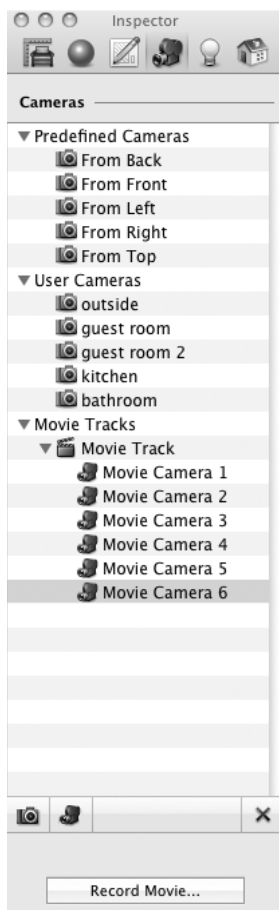 Inspector
Cameras
Predefined Cameras
From Back
From Front
From Left
From Right
From Top
User Cameras
outside
guest room
guest room 2
kitchen
bathroom
Movie Tracks
Movie Track
Movie Camera 1
Movie Camera 2
Movie Camera 3
Movie Camera 4
Movie Camera 5
Movie Camera 6
Record Movie...